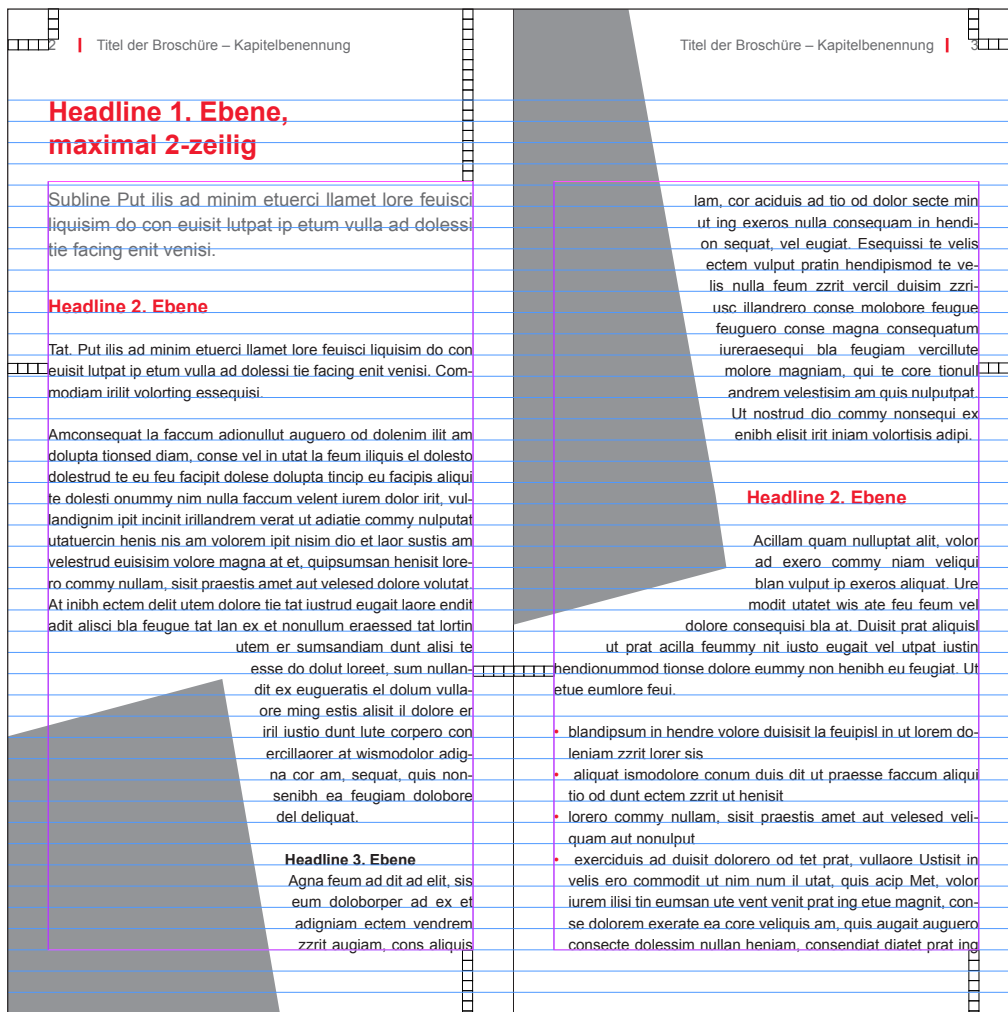 2 Titel der Broschüre – Kapitelbenennung
Headline 1. Ebene,
maximal 2-zeilig
Subline Put ilis ad minim etuerci llamet lore feuisci
liquisim do con euisit lutpat ip etum vulla ad dolessi
tie facing enit venisi.
Headline 2. Ebene
Tat. Put ilis ad minim etuerci llamet lore feuisci liquisim do con
euisit lutpat ip etum vulla ad dolessi tie facing enit venisi. Com-
modiam irilit volorting essequisi.
Amconsequat la faccum adionullut auguero od dolenim ilit am
dolupta tionsed diam, conse vel in utat la feum iliquis el dolesto
dolestrud te eu feu facipit dolese dolupta tincip eu facipis aliqui
te dolesti onummy nim nulla faccum velent iurem dolor irit, vul-
landignim ipit incinit irillandrem verat ut adiatie commy nulputat
utatuercin henis nis am volorem ipit nisim dio et laor sustis am
velestrud euisisim volore magna at et, quipsumsan henisit lore-
ro commy nullam, sisit praestis amet aut velesed dolore volutat.
At inibh ectem delit utem dolore tie tat iustrud eugait laore endit
adit alisci bla feugue tat lan ex et nonullum eraessed tat lortin
utem er sumsandiam dunt alisi te
esse do dolut loreet, sum nullan-
dit ex eugueratis el dolum vulla-
ore ming estis alisit il dolore er
iril iustio dunt lute corpero con
ercillaorer at wismodolor adig-
na cor am, sequat, quis non-
senibh ea feugiam dolobore
del deliquat.
Headline 3. Ebene
Agna feum ad dit ad elit, sis
eum doloborper ad ex et
adigniam ectem vendrem
zzrit augiam, cons aliquis
Titel der Broschüre – Kapitelbenennung 3
lam, cor aciduis ad tio od dolor secte min
ut ing exeros nulla consequam in hendi-
on sequat, vel eugiat. Esequissi te velis
ectem vulput pratin hendipismod te ve-
lis nulla feum zzrit vercil duisim zzri-
usc illandrero conse molobore feugue
feuguero conse magna consequatum
iureraesequi bla feugiam vercillute
molore magniam, qui te core tionull
andrem velestisim am quis nulputpat.
Ut nostrud dio commy nonsequi ex
enibh elisit irit iniam volortisis adipi.
Headline 2. Ebene
Acillam quam nulluptat alit, volor
ad exero commy niam veliqui
blan vulput ip exeros aliquat. Ure
modit utatet wis ate feu feum vel
dolore consequisi bla at. Duisit prat aliquisl
ut prat acilla feummy nit iusto eugait vel utpat iustin
hendionummod tionse dolore eummy non henibh eu feugiat. Ut
etue eumlore feui.
• blandipsum in hendre volore duisisit la feuipisl in ut lorem do-
leniam zzrit lorer sis
• aliquat ismodolore conum duis dit ut praesse faccum aliqui
tio od dunt ectem zzrit ut henisit
• lorero commy nullam, sisit praestis amet aut velesed veli-
quam aut nonulput
• exerciduis ad duisit dolorero od tet prat, vullaore Ustisit in
velis ero commodit ut nim num il utat, quis acip Met, volor
iurem ilisi tin eumsan ute vent venit prat ing etue magnit, con-
se dolorem exerate ea core veliquis am, quis augait auguero
consecte dolessim nullan heniam, consendiat diatet prat ing